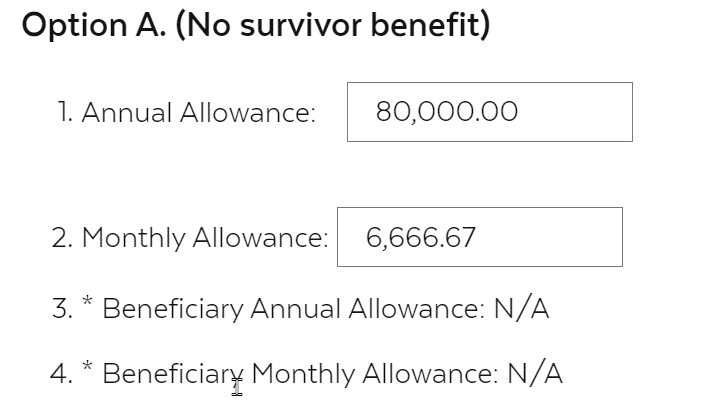 Option A. (No survivor benefit)
1. Annual Allowance: 80,000.00
2. Monthly Allowance: 6,666.67
3. * Beneficiary Annual Allowance: N/A
4. * Beneficiary Monthly Allowance: N/A